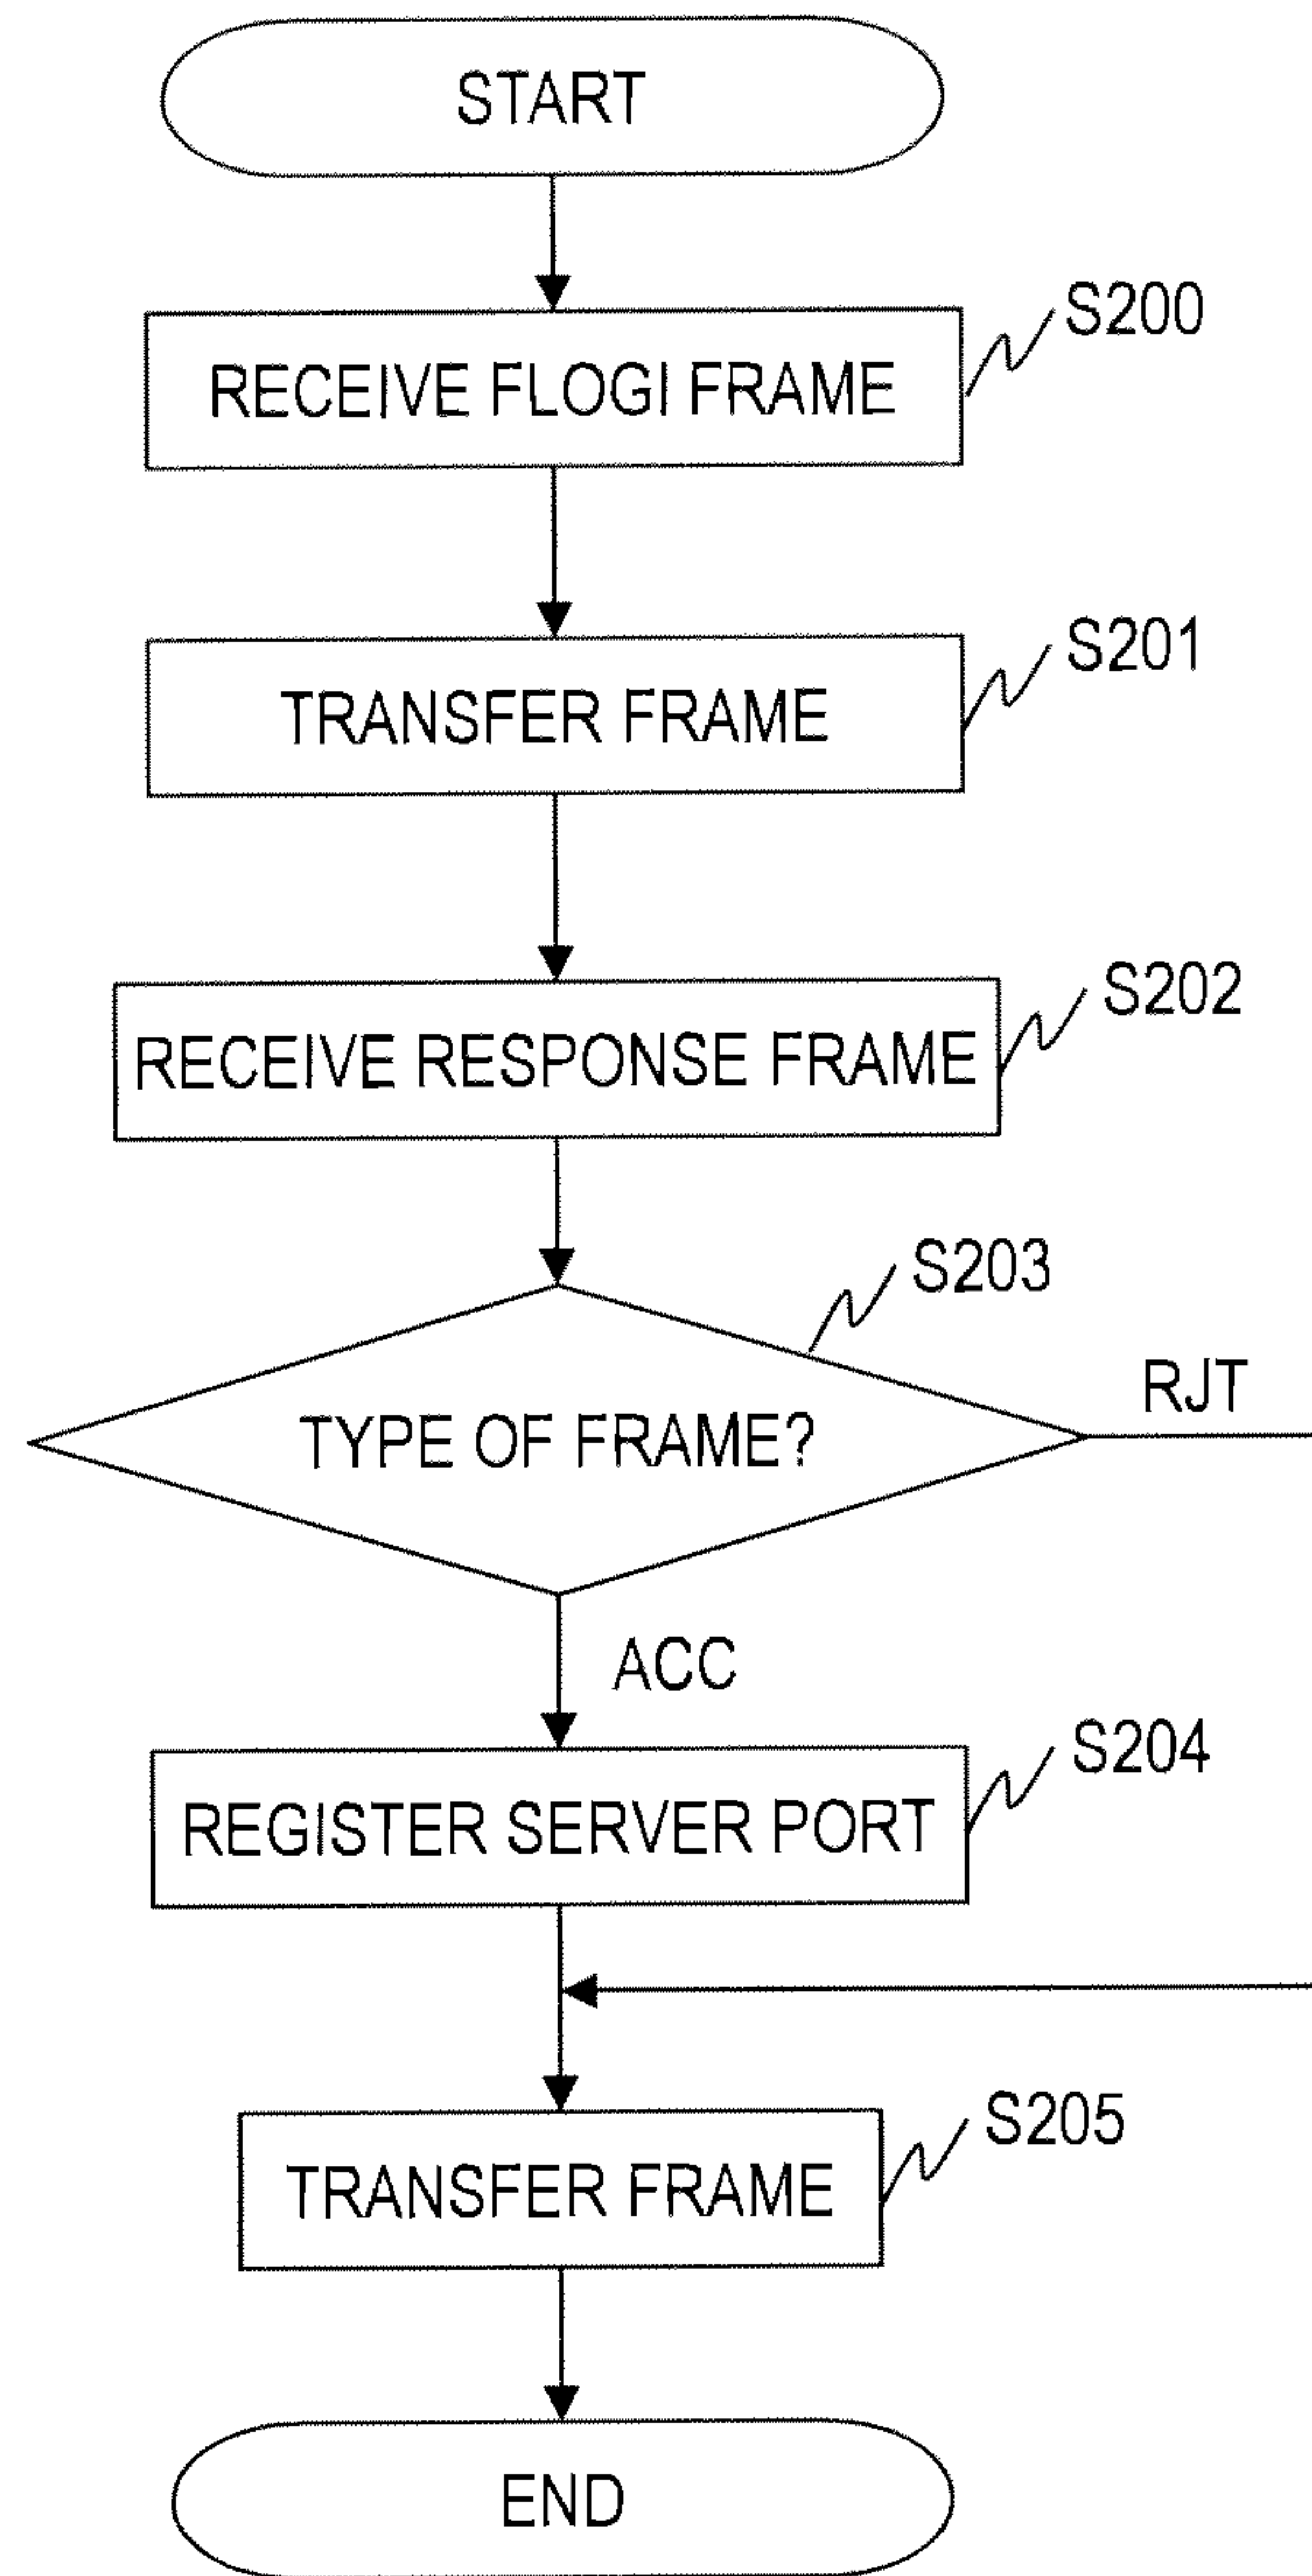 START
S200
RECEIVE FLOGI FRAME
S201
TRANSFER FRAME
S202
RECEIVE RESPONSE FRAME
S203
RJT
TYPE OF FRAME?
ACC
S204
REGISTER SERVER PORT
S205
TRANSFER FRAME
END